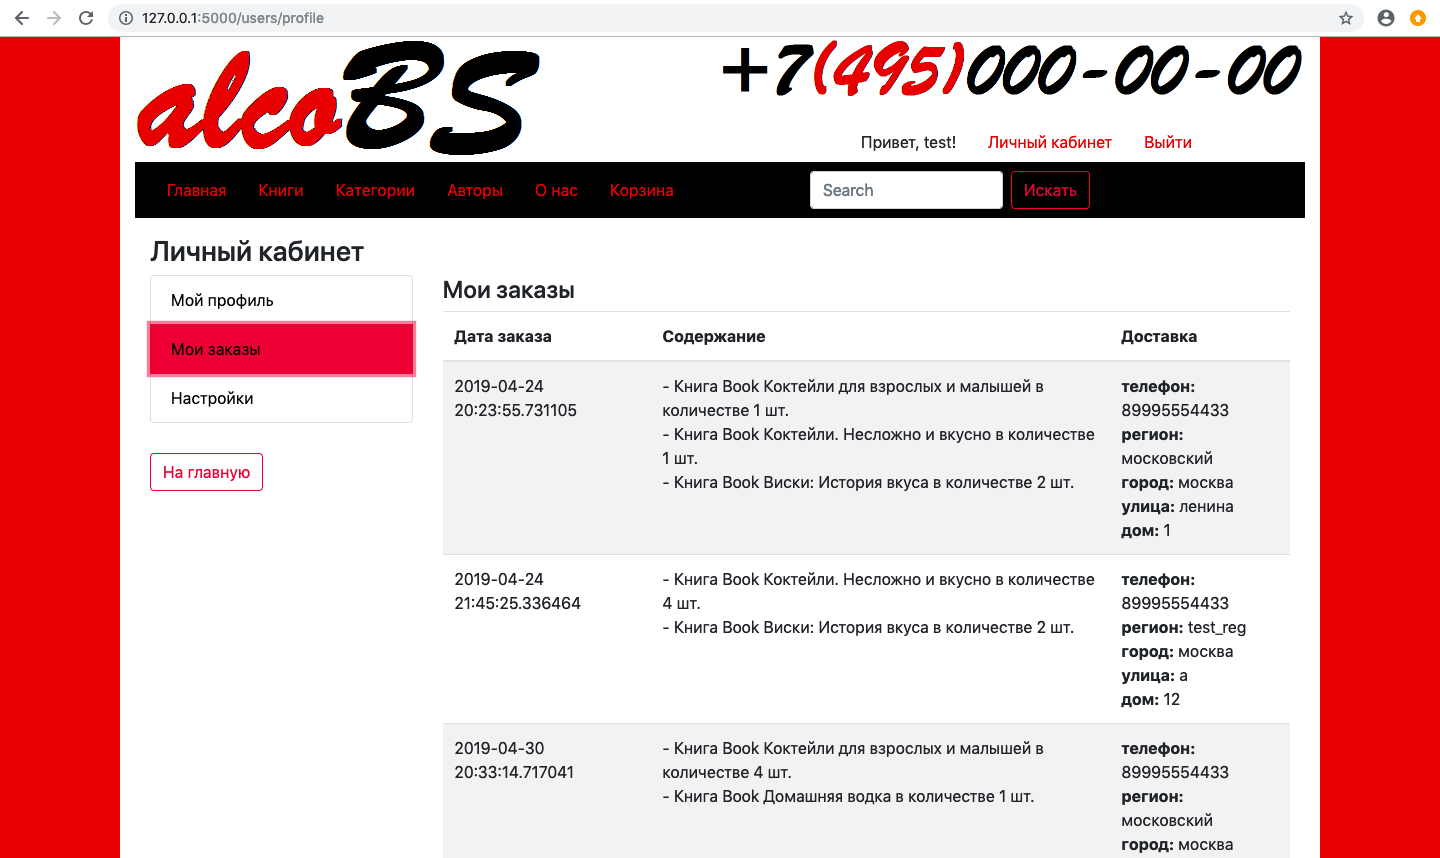 127.0.0.1:5000/users/profile
alcoBS
+7(495)000-00-00
Привет, test! Личный кабинет Выйти
Главная Книги Категории Авторы О нас Корзина Search Искать
Личный кабинет
Мой профиль
Мои заказы
Настройки
На главную
Мои заказы
Дата заказа Содержание Доставка
2019-04-24
20:23:55.731105
- Книга Book Коктейли для взрослых и малышей в
количестве 1 шт.
- Книга Book Коктейли. Несложно и вкусно в количестве
1 шт.
- Книга Book Виски: История вкуса в количестве 2 шт.
телефон:
89995554433
регион:
московский
город: москва
улица: ленина
дом: 1
2019-04-24
21:45:25.336464
- Книга Book Коктейли. Несложно и вкусно в количестве
4 шт.
- Книга Book Виски: История вкуса в количестве 2 шт.
телефон:
89995554433
регион: test_reg
город: москва
улица: а
дом: 12
2019-04-30
20:33:14.717041
- Книга Book Коктейли для взрослых и малышей в
количестве 4 шт.
- Книга Book Домашняя водка в количестве 1 шт.
телефон:
89995554433
регион:
московский
город: москва